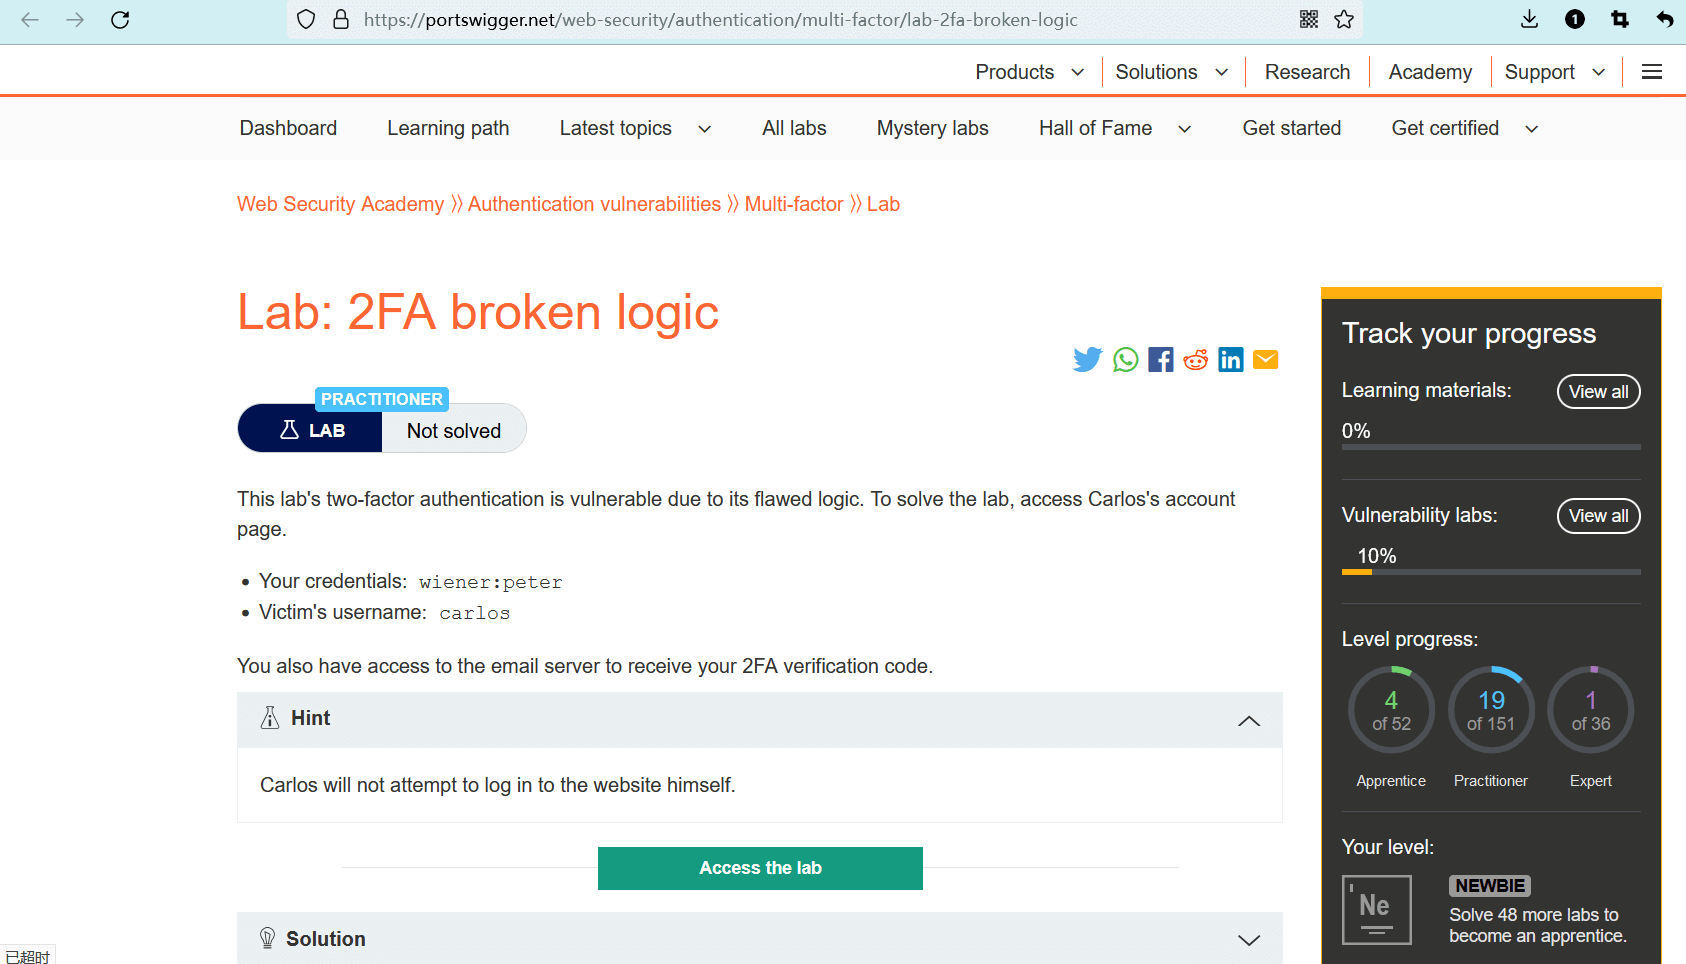 https://portswigger.net/web-security/authentication/multi-factor/lab-2fa-broken-logic
1
Products
Solutions
Research
Academy
Support
Dashboard
Learning path
Latest topics
All labs
Mystery labs
Hall of Fame
Get started
Get certified
Web Security Academy 》 Authentication vulnerabilities 》 Multi-factor 》 Lab
Lab: 2FA broken logic
PRACTITIONER
LAB
Not solved
This lab's two-factor authentication is vulnerable due to its flawed logic. To solve the lab, access Carlos's account
page.
• Your credentials: wiener:peter
• Victim's username: carlos
You also have access to the email server to receive your 2FA verification code.
Hint
Carlos will not attempt to log in to the website himself.
Access the lab
Solution
Track your progress
Learning materials:
View all
0%
Vulnerability labs:
View all
10%
Level progress:
4
of 52
19
of 151
1
of 36
Apprentice
Practitioner
Expert
Your level:
Ne
NEWBIE
Solve 48 more labs to
become an apprentice.
已超时